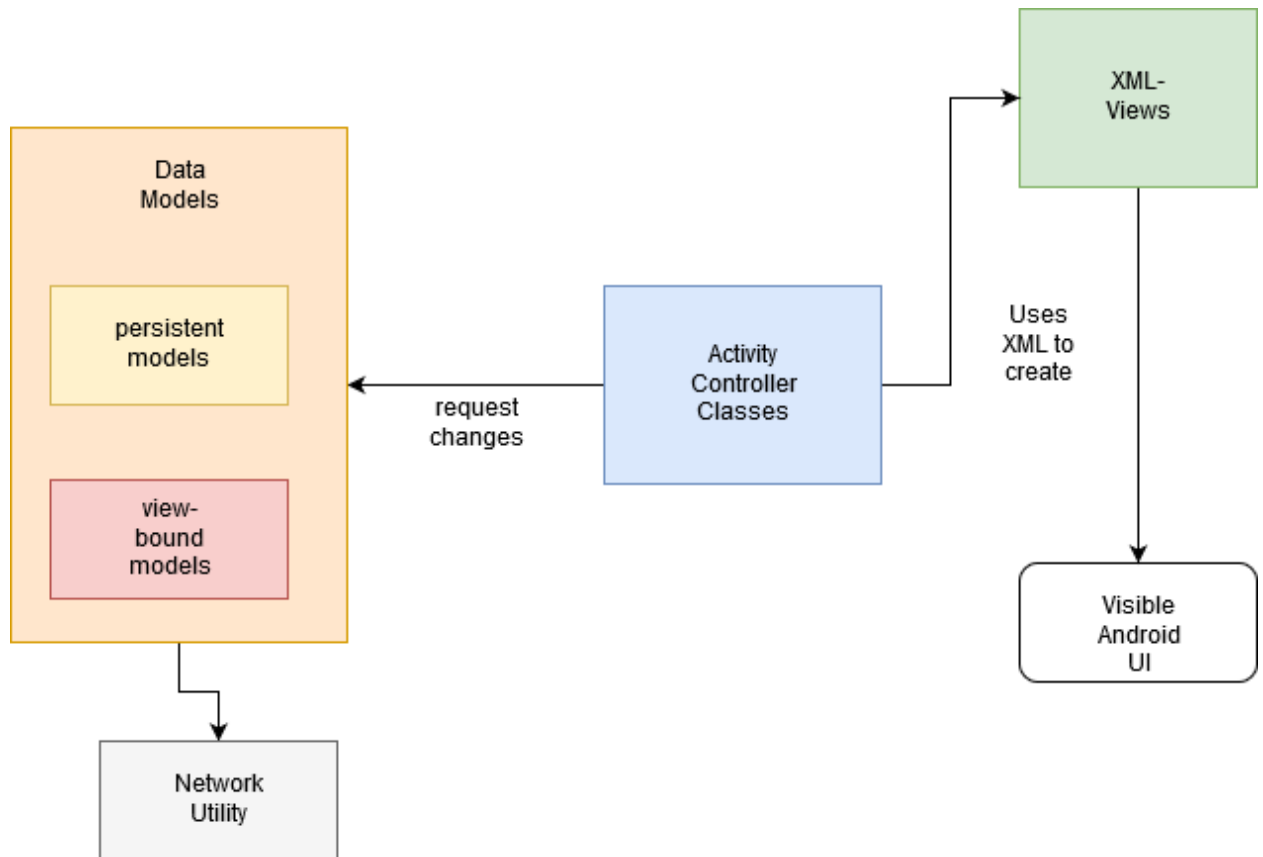 XML-
Views
Data
Models
persistent
models
Activity
Controller
Classes
Uses
XML to
create
request
changes
view-
bound
models
Visible
Android
UI
Network
Utility